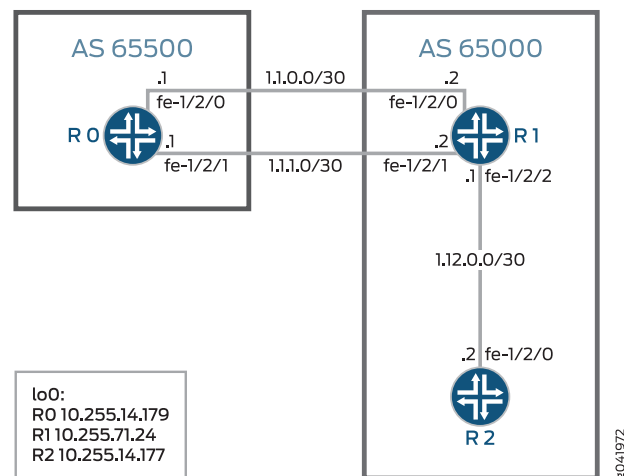 AS 65500
AS 65000
.1
1.1.0.0/30
.2
fe-1/2/0
fe-1/2/0
R 0
R 1
.1
.2
fe-1/2/1
1.1.1.0/30
fe-1/2/1
.1
fe-1/2/2
1.12.0.0/30
.2
fe-1/2/0
R 2
lo0:
R0 10.255.14.179
R1 10.255.71.24
R2 10.255.14.177
g041972